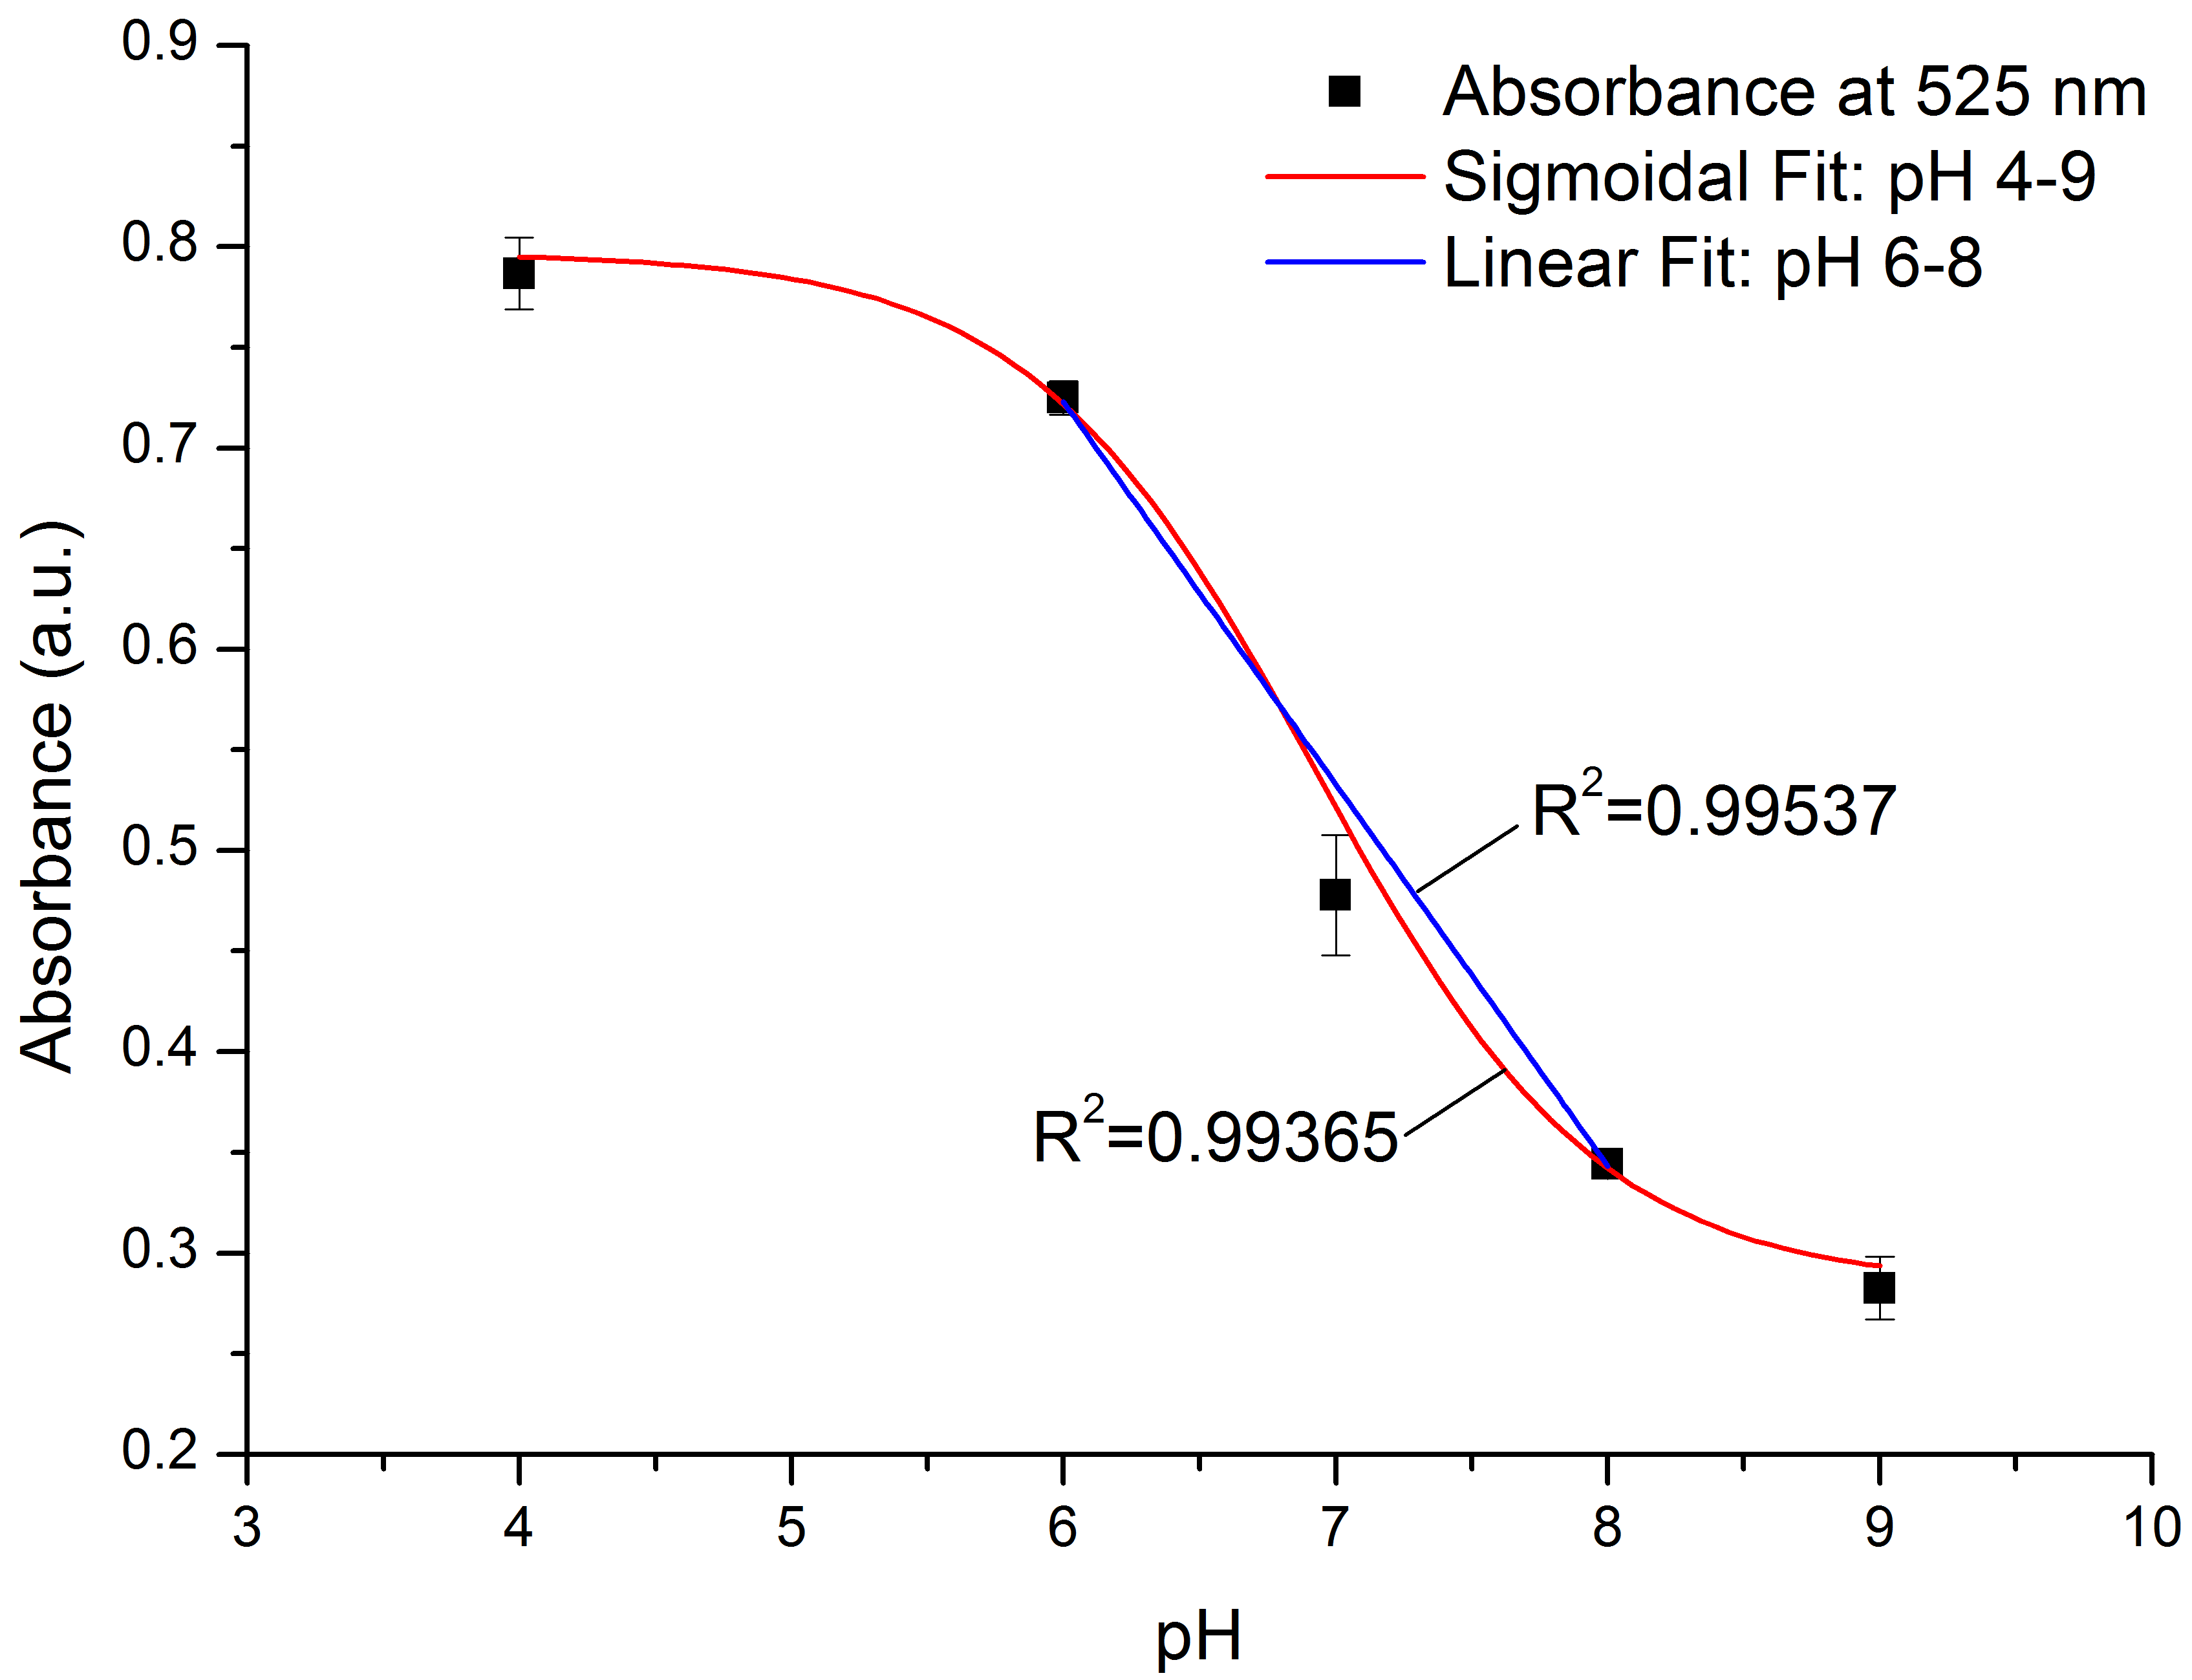 Absorbance at 525 nm
Sigmoidal Fit: pH 4-9
Linear Fit: pH 6-8
0.9
0.8
0.7
0.6
0.5
0.4
0.3
0.2
Absorbance (a.u.)
R²=0.99537
R²=0.99365
3 4 5 6 7 8 9 10
pH